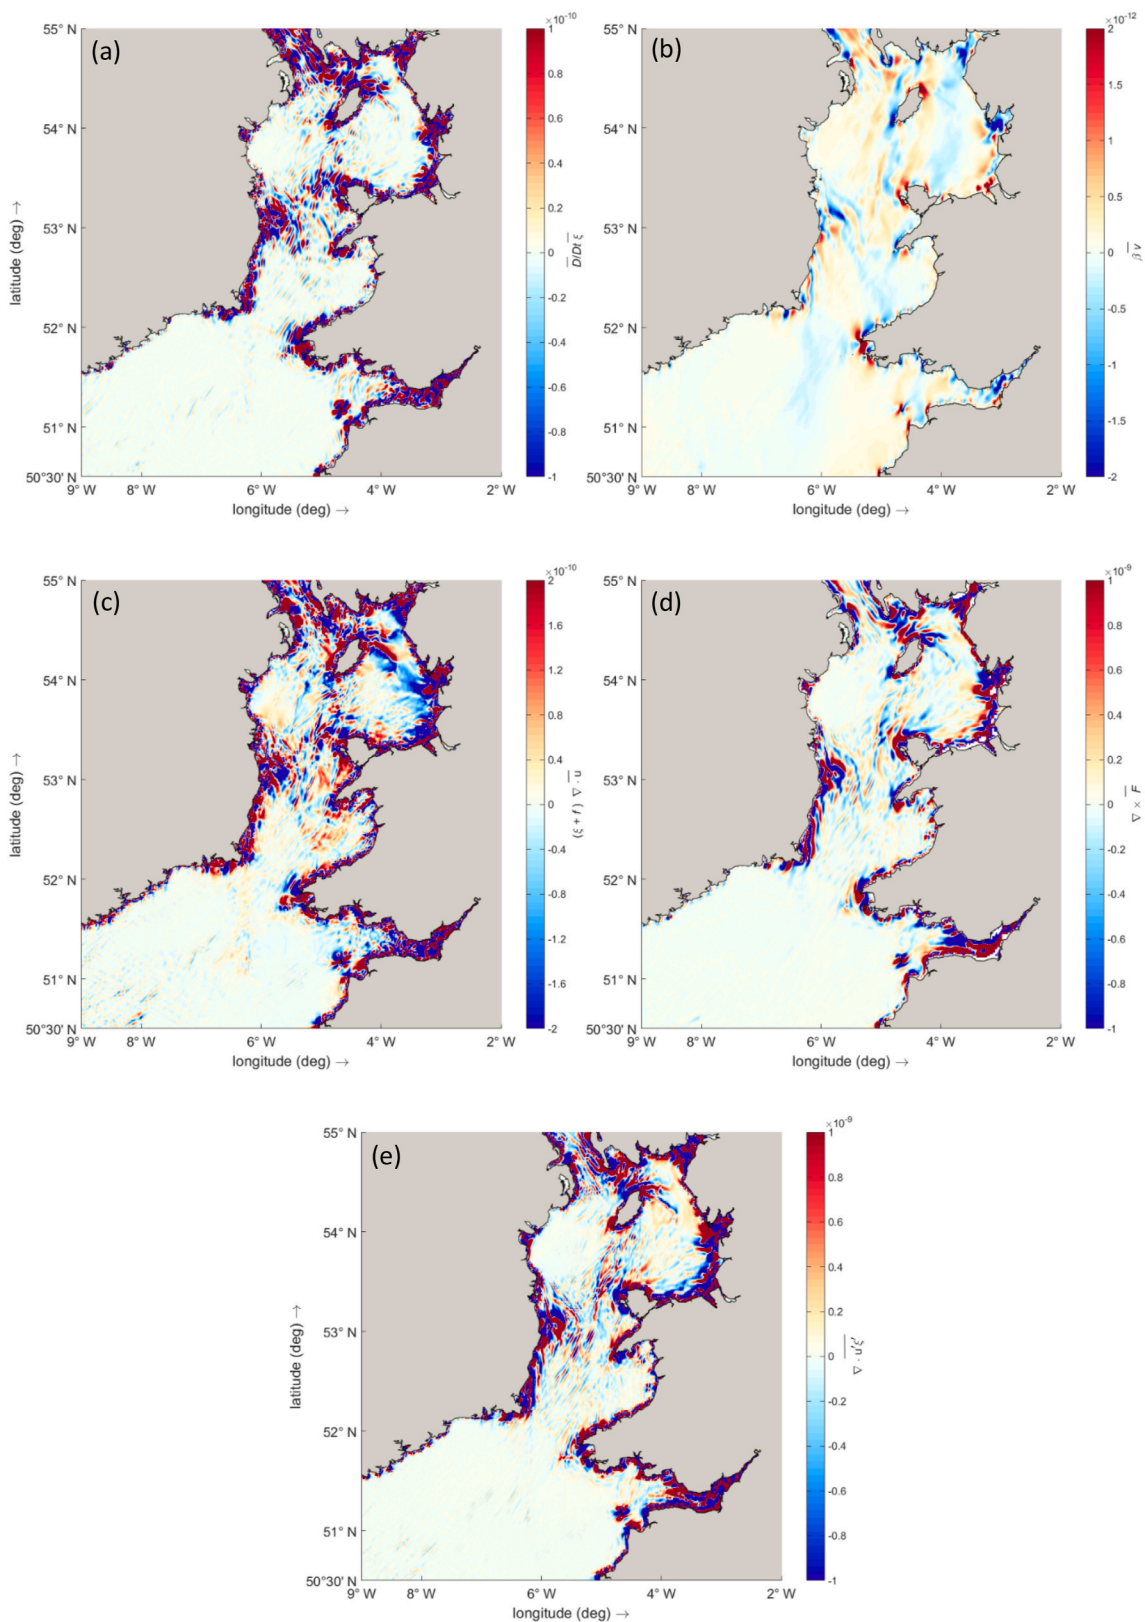 (a)
55° N
54° N
53° N
52° N
51° N
50°30' N
9° W 8° W 6° W 4° W 2° W
longitude (deg) →
latitude (deg) →
×10⁻¹⁰
1
0.8
0.6
0.4
0.2
0
-0.2
-0.4
-0.6
-0.8
-1
(b)
55° N
54° N
53° N
52° N
51° N
50°30' N
9° W 8° W 6° W 4° W 2° W
longitude (deg) →
×10⁻¹²
2
1.5
1
0.5
0
-0.5
-1
-1.5
-2
β v̅
(c)
55° N
54° N
53° N
52° N
51° N
50°30' N
9° W 8° W 6° W 4° W 2° W
longitude (deg) →
latitude (deg) →
×10⁻¹⁰
2
1.6
1.2
0.8
0.4
0
-0.4
-0.8
-1.2
-1.6
-2
(d)
55° N
54° N
53° N
52° N
51° N
50°30' N
9° W 8° W 6° W 4° W 2° W
longitude (deg) →
×10⁻⁹
1
0.8
0.6
0.4
0.2
0
-0.2
-0.4
-0.6
-0.8
-1
∇ × F̅
(e)
55° N
54° N
53° N
52° N
51° N
50°30' N
9° W 8° W 6° W 4° W 2° W
longitude (deg) →
latitude (deg) →
×10⁻⁹
1
0.8
0.6
0.4
0.2
0
-0.2
-0.4
-0.6
-0.8
-1